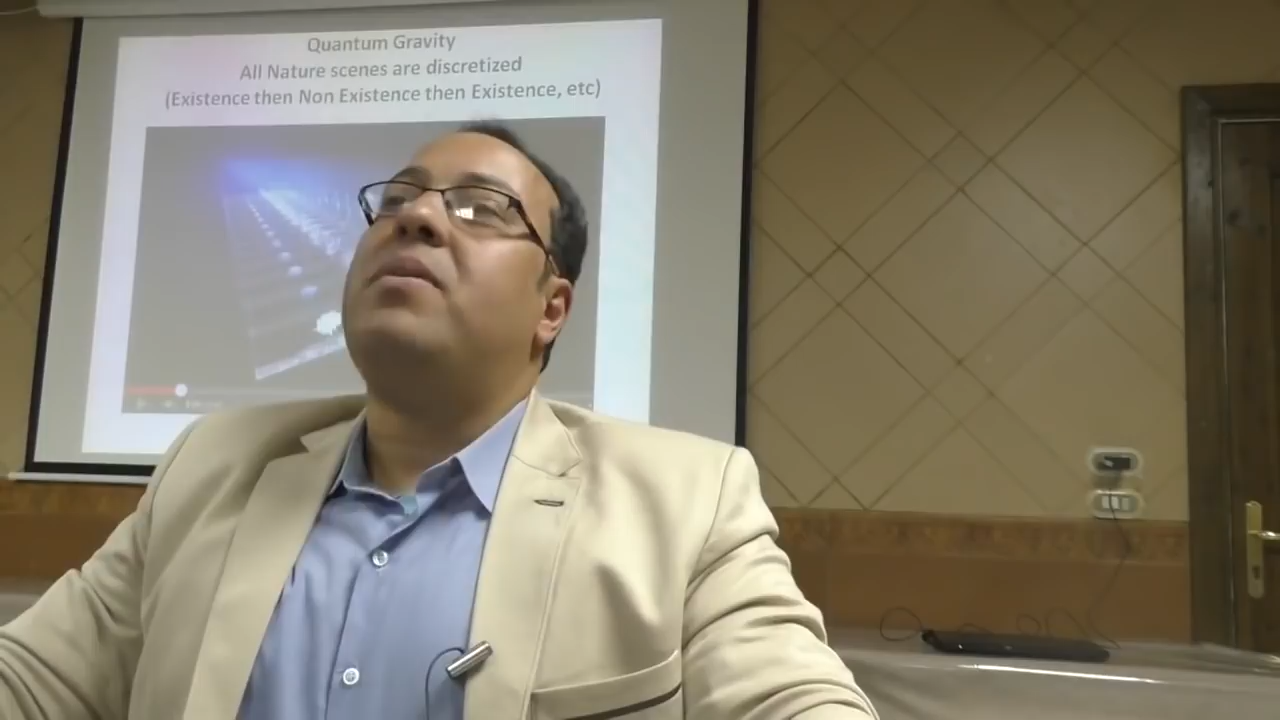 Quantum Gravity
All Nature scenes are discretized
(Existence then Non Existence then Existence, etc)